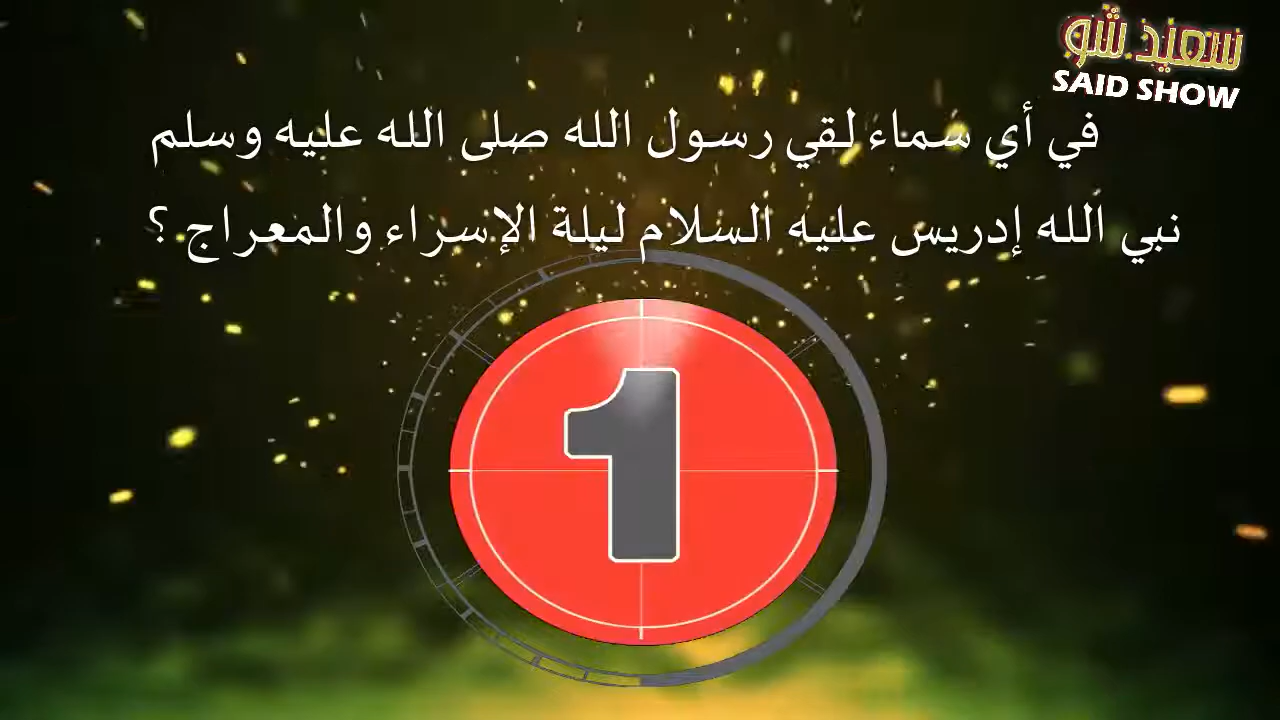 سعيد شو
SAID SHOW
في أي سماء لقي رسول الله صلى الله عليه وسلم
نبي الله إدريس عليه السلام ليلة الإسراء والمعراج ؟
1